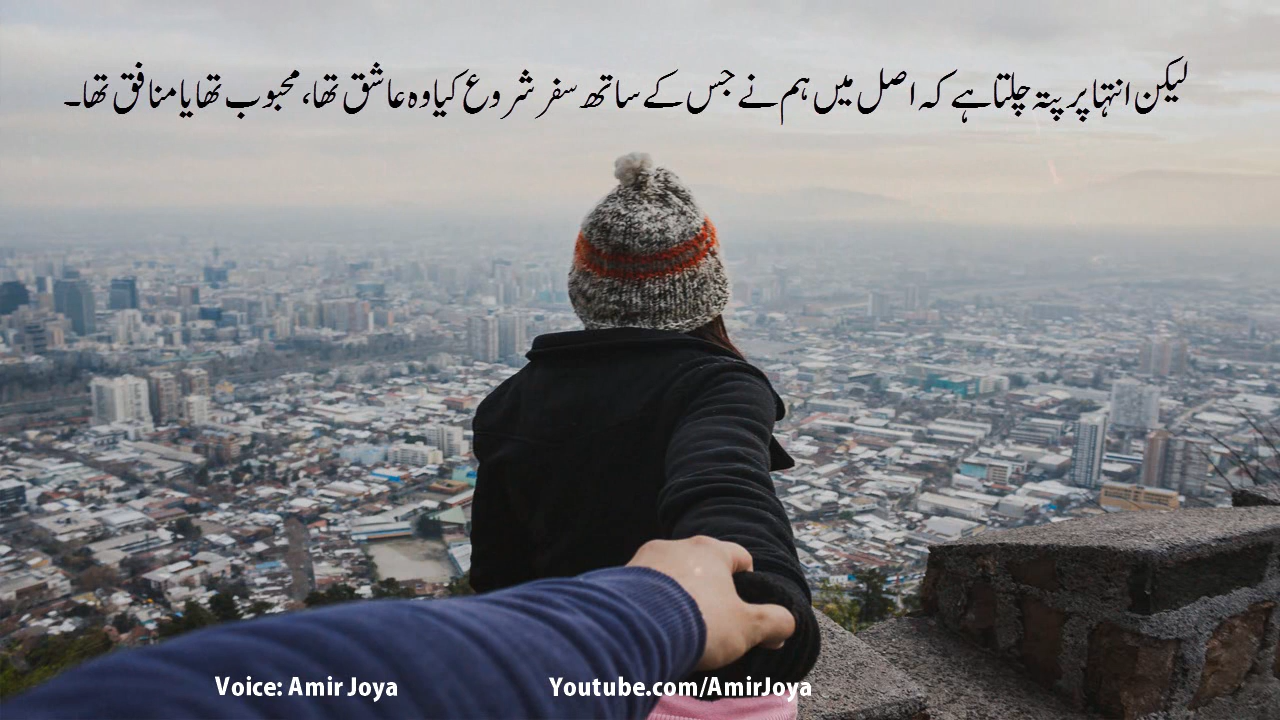 لیکن انتہا پر پتہ چلتا ہے کہ اصل میں ہم نے جس کے ساتھ سفر شروع کیا وہ عاشق تھا، محبوب تھا یا منافق تھا۔
Voice: Amir Joya
Youtube.com/AmirJoya